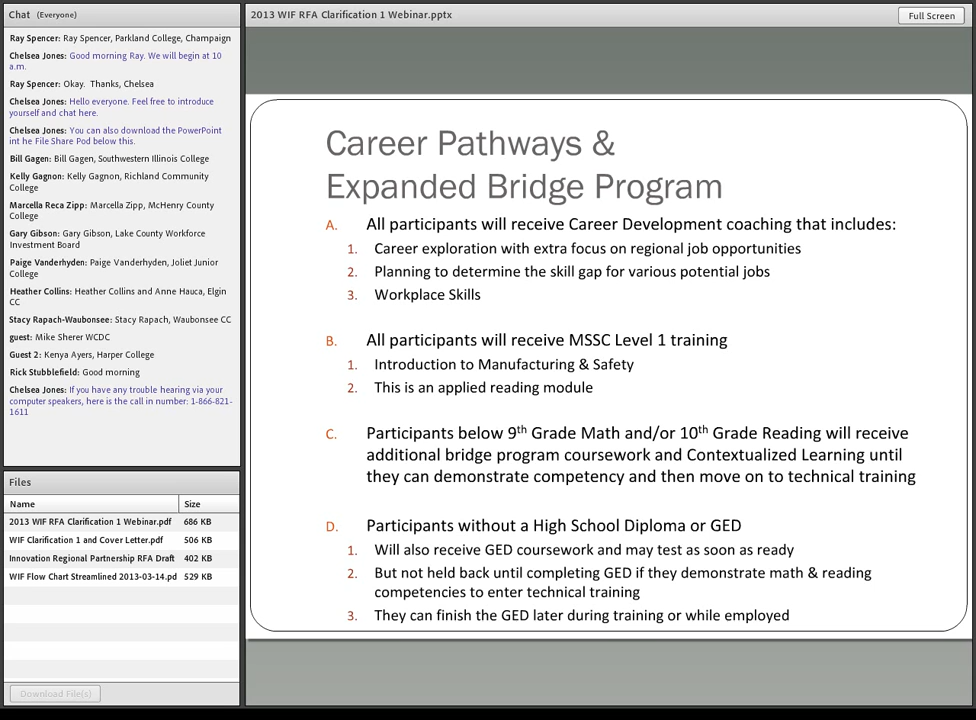 Chat (Everyone)
Ray Spencer: Ray Spencer, Parkland College, Champaign
Chelsea Jones: Good morning Ray. We will begin at 10
a.m.
Ray Spencer: Okay. Thanks, Chelsea
Chelsea Jones: Hello everyone. Feel free to introduce
yourself and chat here.
Chelsea Jones: You can also download the PowerPoint
int he File Share Pod below this.
Bill Gagen: Bill Gagen, Southwestern Illinois College
Kelly Gagnon: Kelly Gagnon, Richland Community
College
Marcella Reca Zipp: Marcella Zipp, McHenry County
College
Gary Gibson: Gary Gibson, Lake County Workforce
Investment Board
Paige Vanderhyden: Paige Vanderhyden, Joliet Junior
College
Heather Collins: Heather Collins and Anne Hauca, Elgin
CC
Stacy Rapach-Waubonsee: Stacy Rapach, Waubonsee CC
guest: Mike Sherer WCDC
Guest 2: Kenya Ayers, Harper College
Rick Stubblefield: Good morning
Chelsea Jones: If you have any trouble hearing via your
computer speakers, here is the call in number: 1-866-821-
1611
Files
Name Size
2013 WIF RFA Clarification 1 Webinar.pdf 686 KB
WIF Clarification 1 and Cover Letter.pdf 506 KB
Innovation Regional Partnership RFA Draft 402 KB
WIF Flow Chart Streamlined 2013-03-14.pd 529 KB
Download File(s)
2013 WIF RFA Clarification 1 Webinar.pptx
Full Screen
Career Pathways &
Expanded Bridge Program
A. All participants will receive Career Development coaching that includes:
1. Career exploration with extra focus on regional job opportunities
2. Planning to determine the skill gap for various potential jobs
3. Workplace Skills
B. All participants will receive MSSC Level 1 training
1. Introduction to Manufacturing & Safety
2. This is an applied reading module
C. Participants below 9th Grade Math and/or 10th Grade Reading will receive
additional bridge program coursework and Contextualized Learning until
they can demonstrate competency and then move on to technical training
D. Participants without a High School Diploma or GED
1. Will also receive GED coursework and may test as soon as ready
2. But not held back until completing GED if they demonstrate math & reading
competencies to enter technical training
3. They can finish the GED later during training or while employed